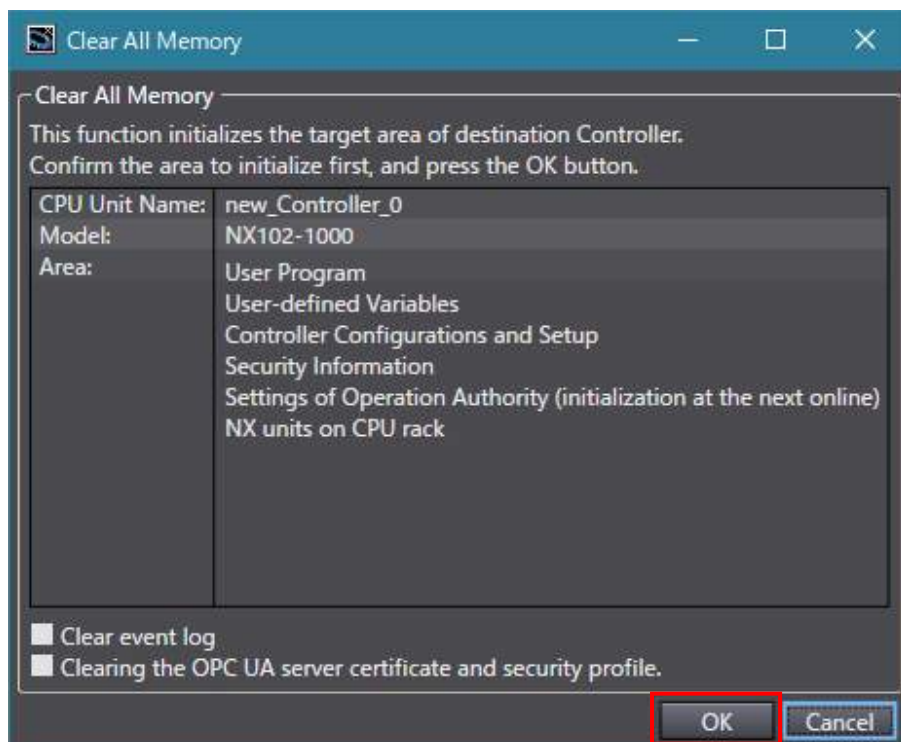 Clear All Memory
Clear All Memory
This function initializes the target area of destination Controller.
Confirm the area to initialize first, and press the OK button.
CPU Unit Name: new_Controller_0
Model: NX102-1000
Area: User Program
User-defined Variables
Controller Configurations and Setup
Security Information
Settings of Operation Authority (initialization at the next online)
NX units on CPU rack
Clear event log
Clearing the OPC UA server certificate and security profile.
OK Cancel